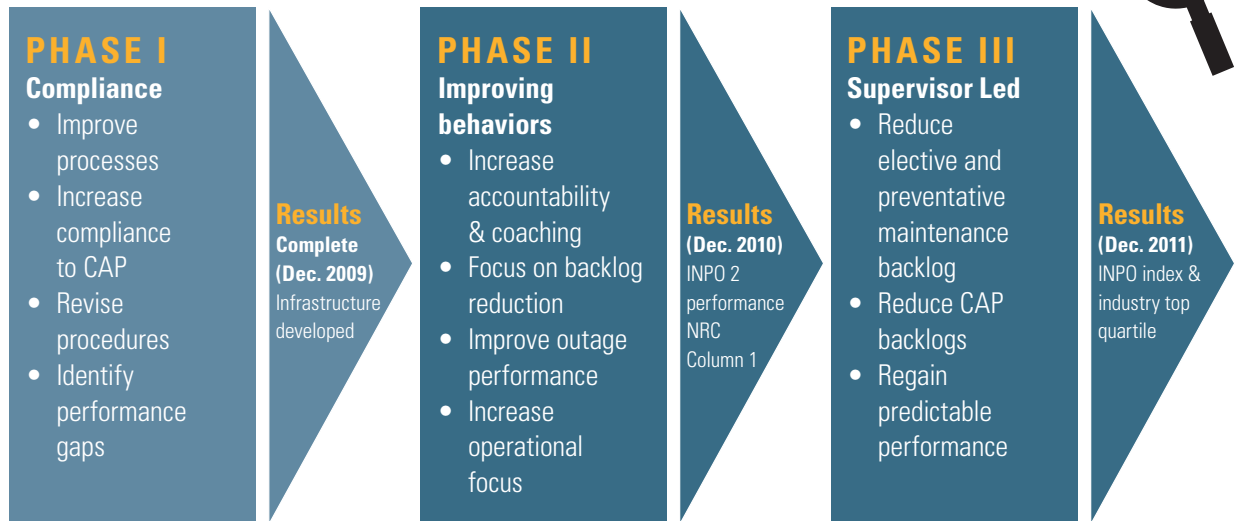 PHASE I
Compliance
• Improve
processes
• Increase
compliance
to CAP
• Revise
procedures
• Identify
performance
gaps
Results
Complete
(Dec. 2009)
Infrastructure
developed
PHASE II
Improving
behaviors
• Increase
accountability
& coaching
• Focus on backlog
reduction
• Improve outage
performance
• Increase
operational
focus
Results
(Dec. 2010)
INPO 2
performance
NRC
Column 1
PHASE III
Supervisor Led
• Reduce
elective and
preventative
maintenance
backlog
• Reduce CAP
backlogs
• Regain
predictable
performance
Results
(Dec. 2011)
INPO index &
industry top
quartile